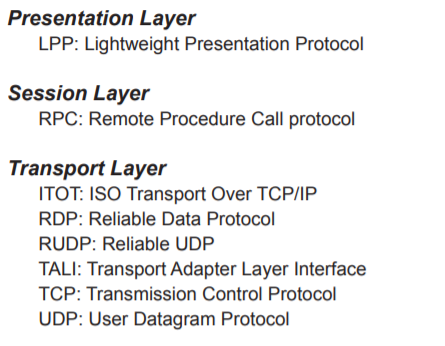 Presentation Layer
LPP: Lightweight Presentation Protocol
Session Layer
RPC: Remote Procedure Call protocol
Transport Layer
ITOT: ISO Transport Over TCP/IP
RDP: Reliable Data Protocol
RUDP: Reliable UDP
TALI: Transport Adapter Layer Interface
TCP: Transmission Control Protocol
UDP: User Datagram Protocol